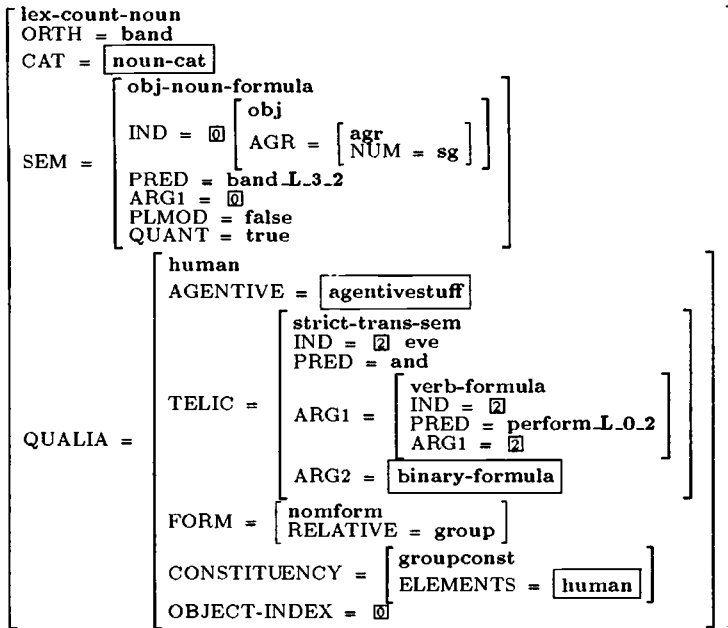 lex-count-noun
ORTH = band
CAT = noun-cat
obj-noun-formula
IND = 0 obj
AGR = agr
NUM = sg
SEM =
PRED = band_L_3_2
ARG1 = 0
PLMOD = false
QUANT = true
human
AGENTIVE = agentivestuff
strict-trans-sem
IND = 2 eve
PRED = and
TELIC =
verb-formula
IND = 2
ARG1 =
PRED = perform_L_0_2
ARG1 = 2
QUALIA =
ARG2 = binary-formula
FORM = nomform
RELATIVE = group
CONSTITUENCY = groupconst
ELEMENTS = human
OBJECT-INDEX = 0